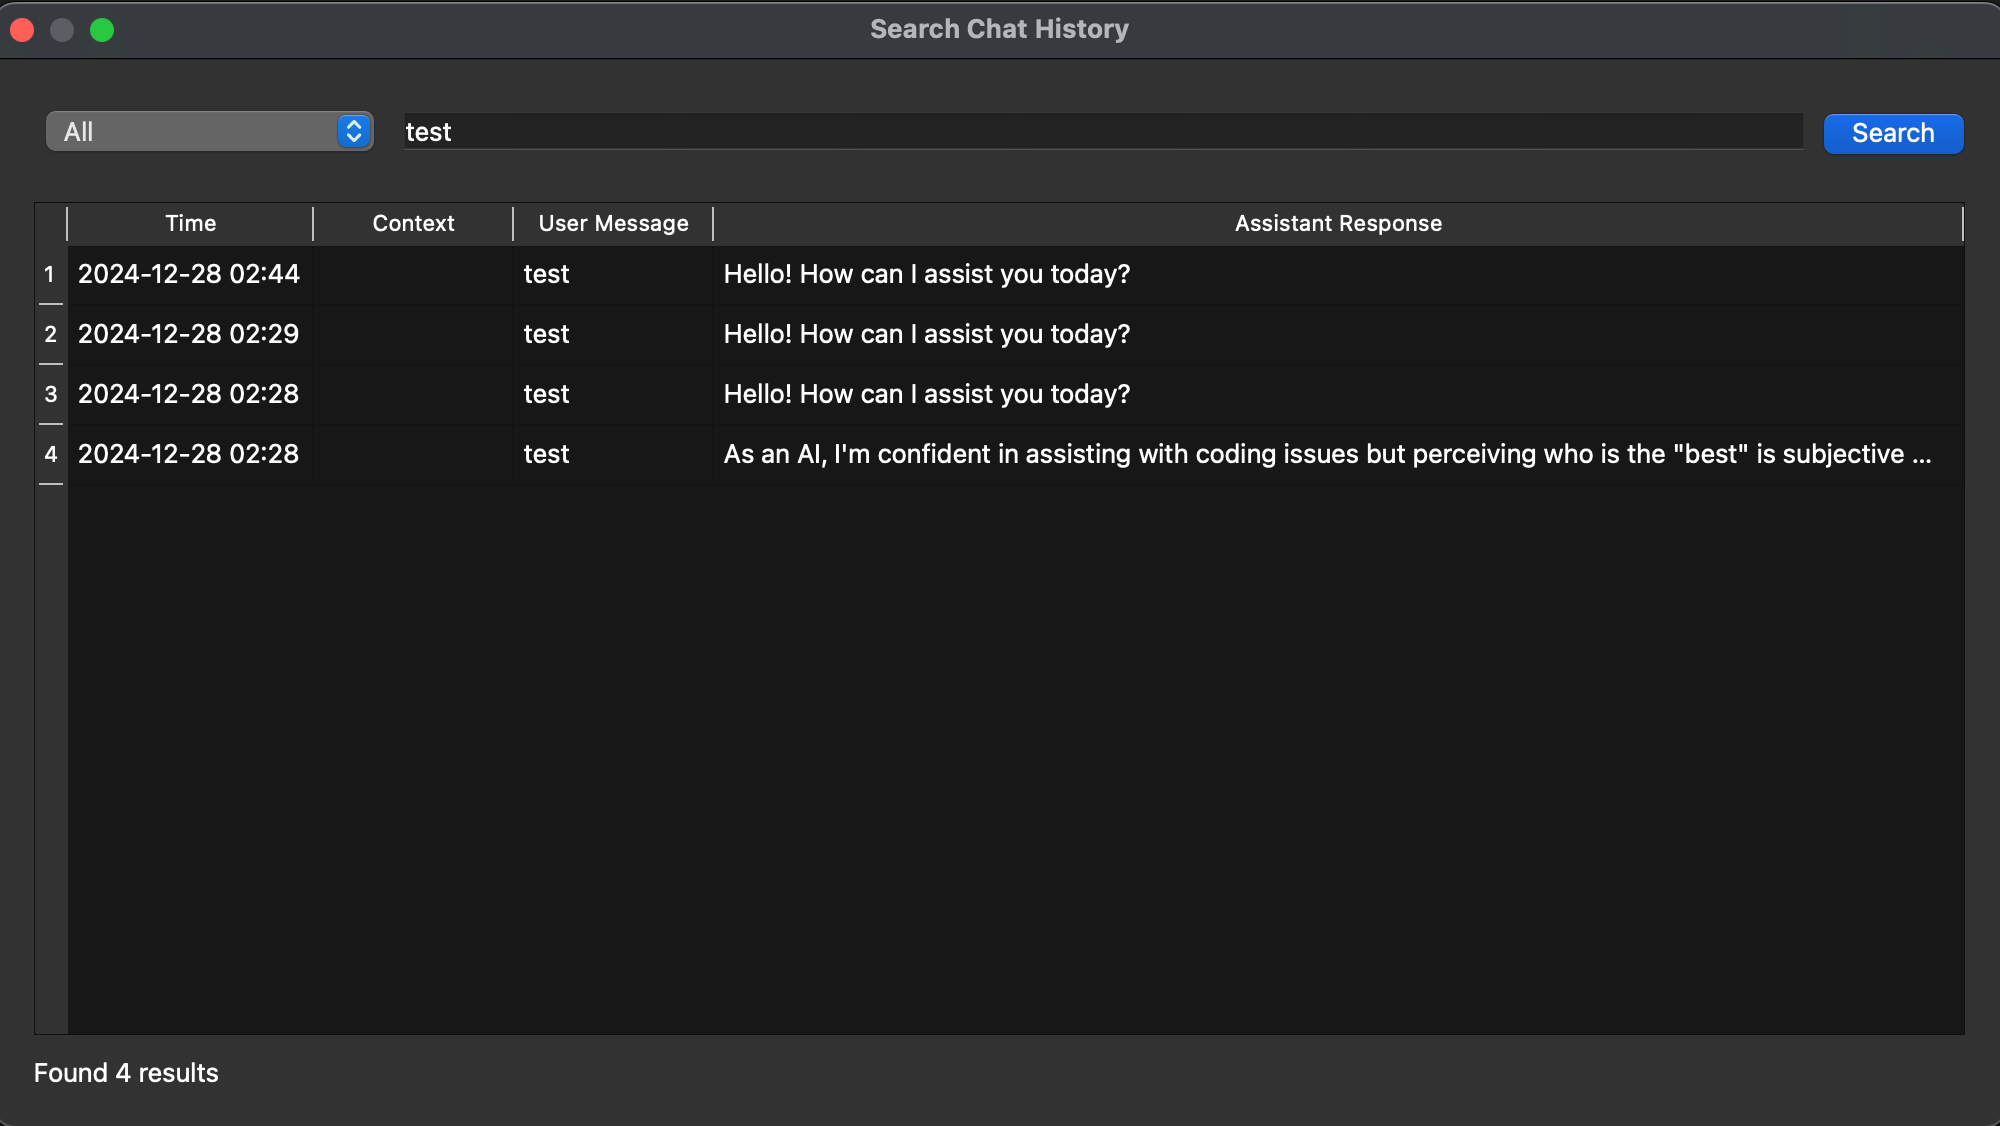 Search Chat History
All test Search
Time Context User Message Assistant Response
1 2024-12-28 02:44 test Hello! How can I assist you today?
2 2024-12-28 02:29 test Hello! How can I assist you today?
3 2024-12-28 02:28 test Hello! How can I assist you today?
4 2024-12-28 02:28 test As an AI, I'm confident in assisting with coding issues but perceiving who is the "best" is subjective ...
Found 4 results